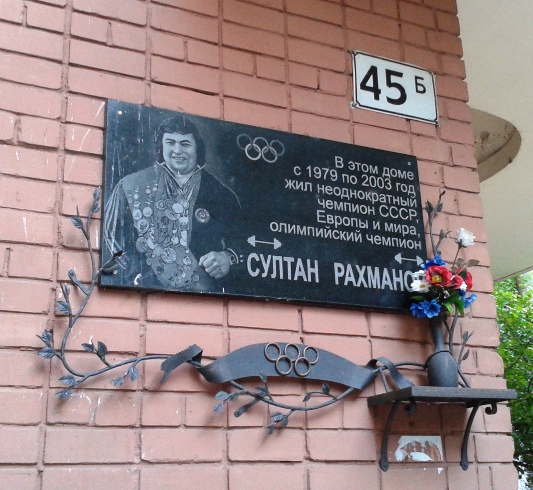 45 Б
В этом доме
с 1979 по 2003 год
жил неоднократный
чемпион СССР,
Европы и мира,
олимпийский чемпион
СУЛТАН РАХМАНО